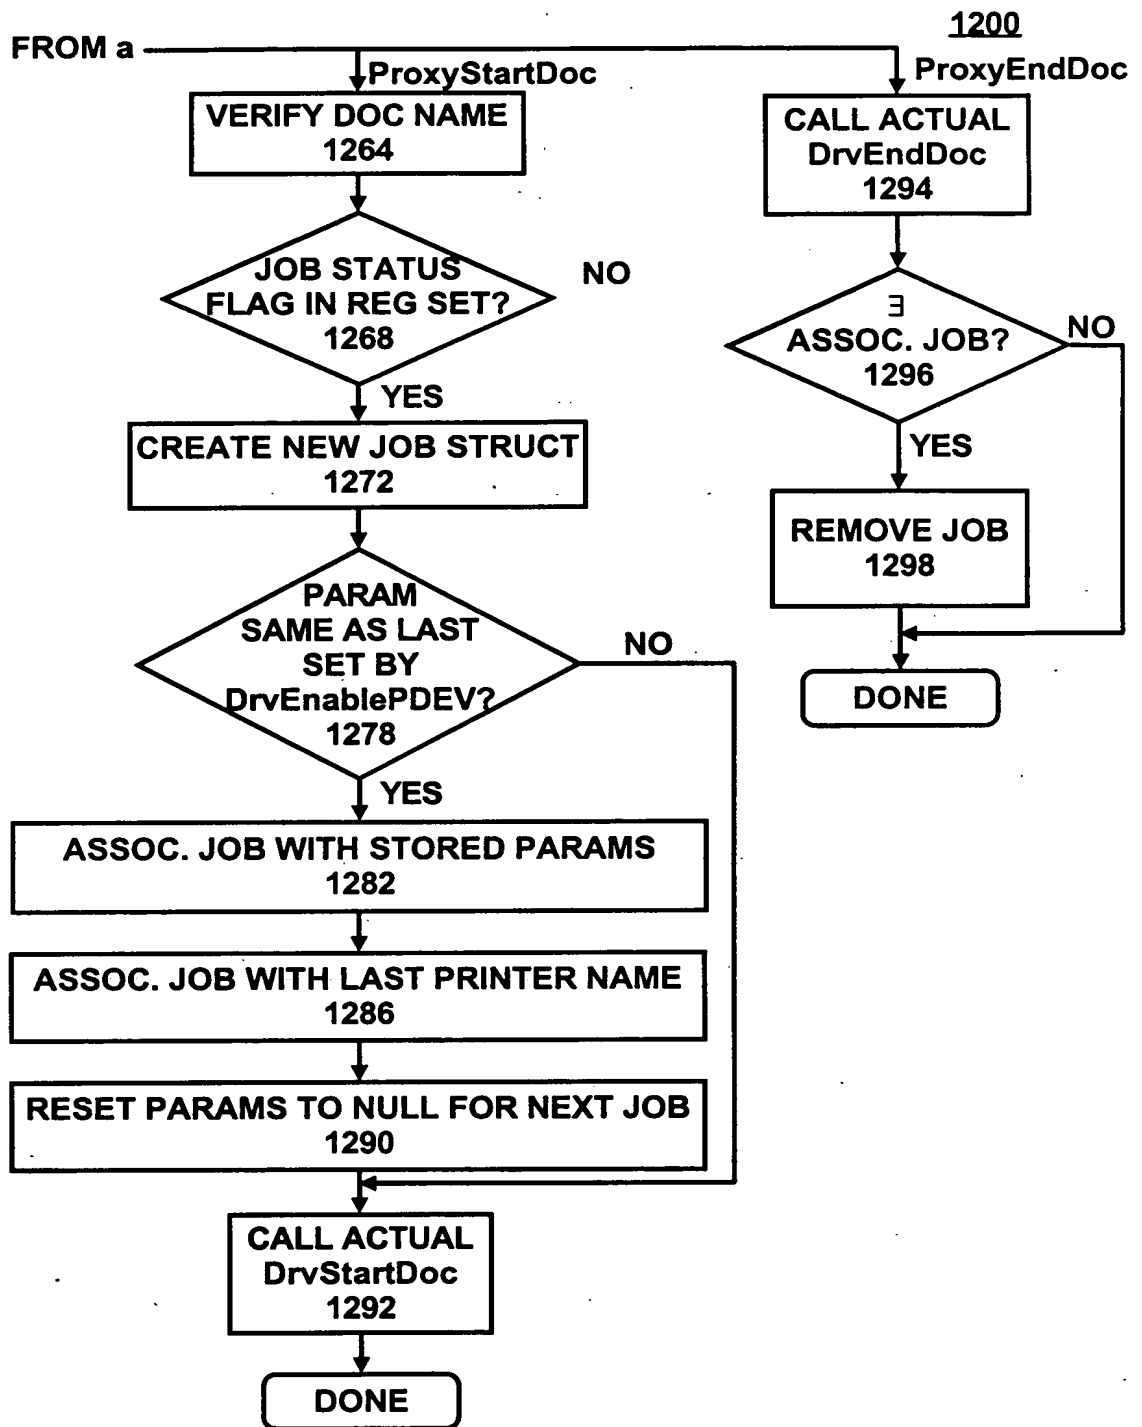 1200
FROM a
ProxyStartDoc
VERIFY DOC NAME
1264
JOB STATUS
FLAG IN REG SET?
1268
NO
YES
CREATE NEW JOB STRUCT
1272
PARAM
SAME AS LAST
SET BY
DrvEnablePDEV?
1278
NO
YES
ASSOC. JOB WITH STORED PARAMS
1282
ASSOC. JOB WITH LAST PRINTER NAME
1286
RESET PARAMS TO NULL FOR NEXT JOB
1290
CALL ACTUAL
DrvStartDoc
1292
DONE
ProxyEndDoc
CALL ACTUAL
DrvEndDoc
1294
∃
ASSOC. JOB?
1296
NO
YES
REMOVE JOB
1298
DONE